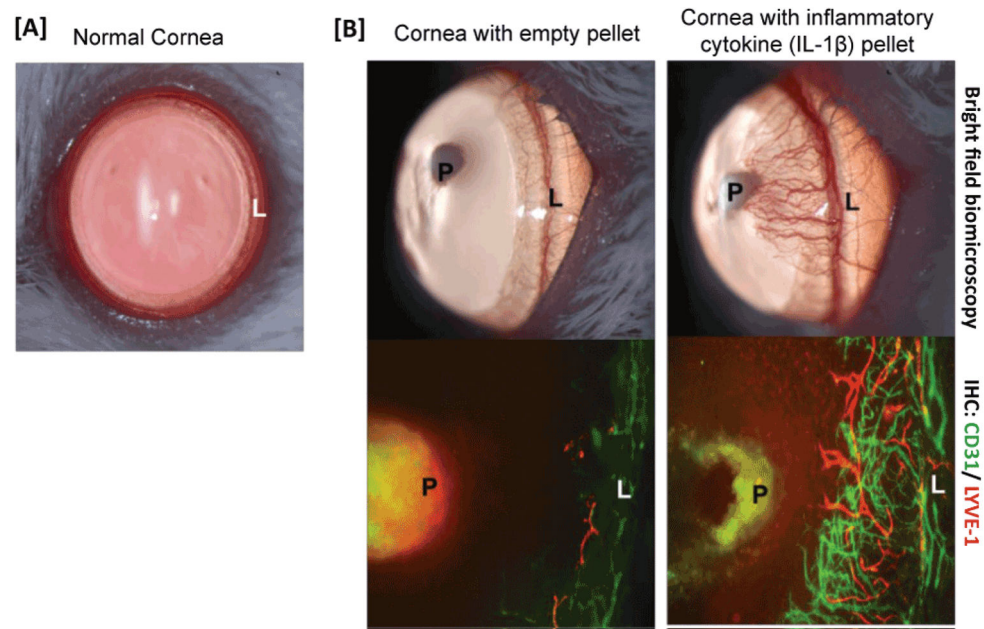 [A]
Normal Cornea
L
[B]
Cornea with empty pellet
Cornea with inflammatory
cytokine (IL-1β) pellet
P
L
P
L
Bright field biomicroscopy
P
L
P
L
IHC: CD31/ LYVE-1